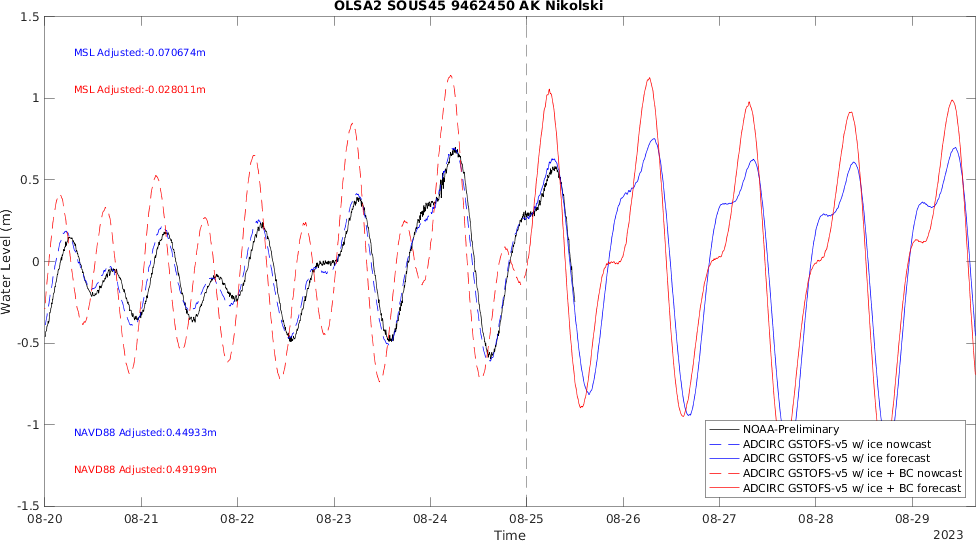 OLSA2 SOUS45 9462450 AK Nikolski
1.5
1
0.5
0
-0.5
-1
-1.5
Water Level (m)
MSL Adjusted:-0.070674m
MSL Adjusted:-0.028011m
NAVD88 Adjusted:0.44933m
NAVD88 Adjusted:0.49199m
NOAA-Preliminary
ADCIRC GSTOFS-v5 w/ ice nowcast
ADCIRC GSTOFS-v5 w/ ice forecast
ADCIRC GSTOFS-v5 w/ice + BC nowcast
ADCIRC GSTOFS-v5 w/ice + BC forecast
08-20 08-21 08-22 08-23 08-24 08-25 08-26 08-27 08-28 08-29
Time
2023